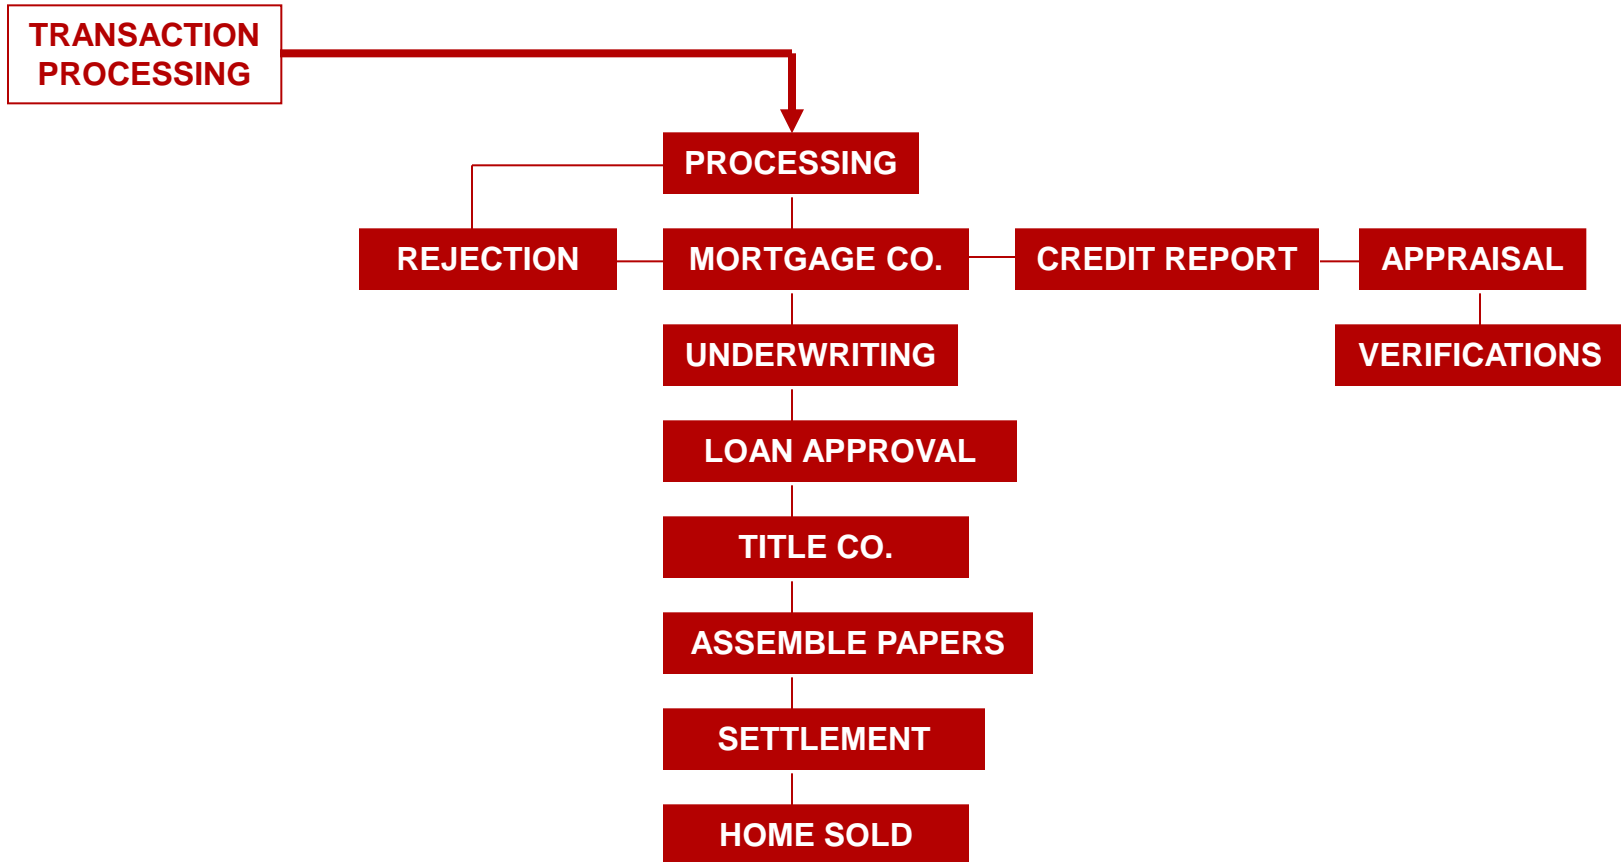 TRANSACTION
PROCESSING
PROCESSING
REJECTION
MORTGAGE CO.
CREDIT REPORT
APPRAISAL
UNDERWRITING
VERIFICATIONS
LOAN APPROVAL
TITLE CO.
ASSEMBLE PAPERS
SETTLEMENT
HOME SOLD